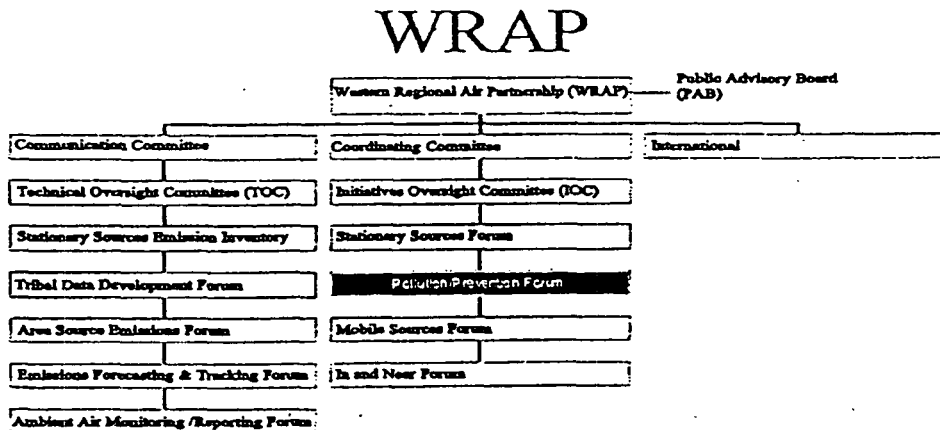 WRAP
Western Regional Air Partnership (WRAP)
Public Advisory Board
(PAB)
Communication Committee
Coordinating Committee
International
Technical Oversight Committee (TOC)
Initiatives Oversight Committee (IOC)
Stationery Sources Emission Inventory
Stationery Sources Forum
Tribal Data Development Forum
Pollution Prevention Forum
Area Source Emissions Forum
Mobile Sources Forum
Emissions Forecasting & Tracking Forum
In and Near Forum
Ambient Air Monitoring /Reporting Forum